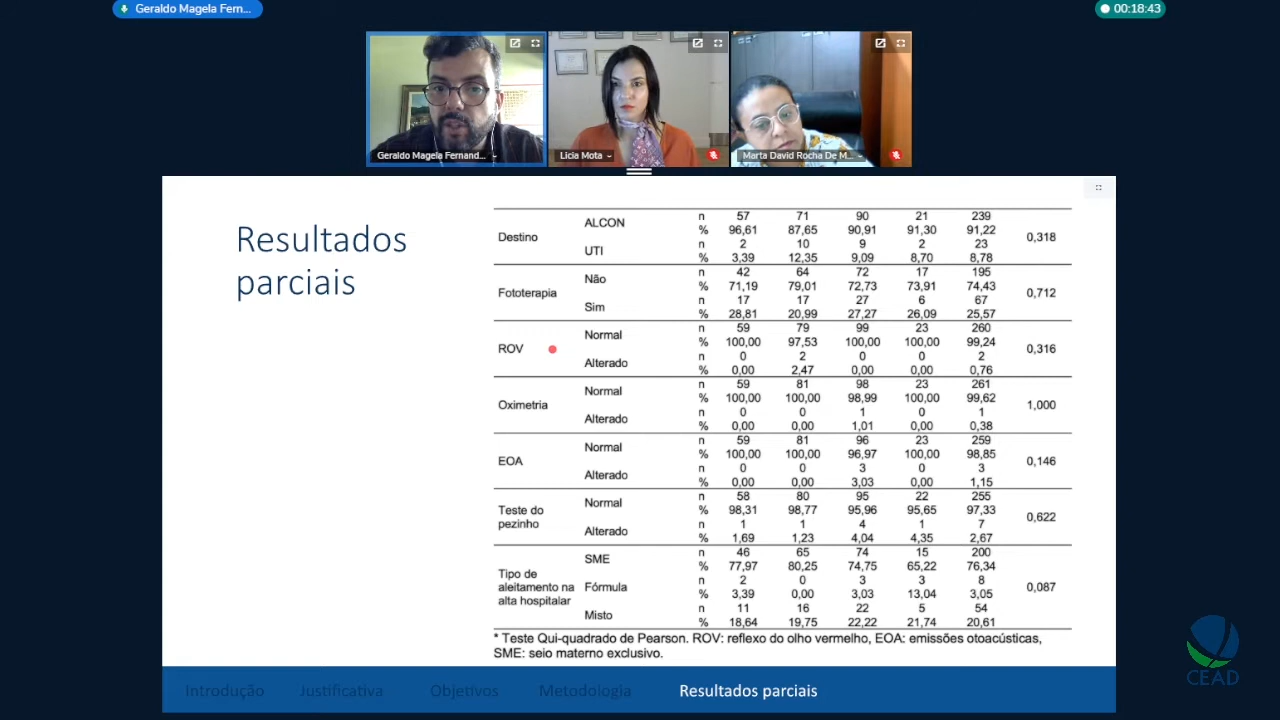 Geraldo Magela Fern...
00:18:43
Geraldo Magela Fernand...
Licia Mota
Marta David Rocha De M...
Resultados
parciais
Destino ALCON n 57 71 90 21 239 0,318
% 96,61 87,65 90,91 91,30 91,22
UTI n 2 10 9 2 23
% 3,39 12,35 9,09 8,70 8,78
Fototerapia Não n 42 64 72 17 195 0,712
% 71,19 79,01 72,73 73,91 74,43
Sim n 17 17 27 6 67
% 28,81 20,99 27,27 26,09 25,57
ROV Normal n 59 79 99 23 260 0,316
% 100,00 97,53 100,00 100,00 99,24
Alterado n 0 2 0 0 2
% 0,00 2,47 0,00 0,00 0,76
Oximetria Normal n 59 81 98 23 261 1,000
% 100,00 100,00 98,99 100,00 99,62
Alterado n 0 0 1 0 1
% 0,00 0,00 1,01 0,00 0,38
EOA Normal n 59 81 96 23 259 0,146
% 100,00 100,00 96,97 100,00 98,85
Alterado n 0 0 3 0 3
% 0,00 0,00 3,03 0,00 1,15
Teste do pezinho Normal n 58 80 95 22 255 0,622
% 98,31 98,77 95,96 95,65 97,33
Alterado n 1 1 4 1 7
% 1,69 1,23 4,04 4,35 2,67
Tipo de aleitamento na alta hospitalar SME n 46 65 74 15 200 0,087
% 77,97 80,25 74,75 65,22 76,34
Fórmula n 2 0 3 3 8
% 3,39 0,00 3,03 13,04 3,05
Misto n 11 16 22 5 54
% 18,64 19,75 22,22 21,74 20,61
* Teste Qui-quadrado de Pearson. ROV: reflexo do olho vermelho, EOA: emissões otoacústicas,
SME: seio materno exclusivo.
Introdução Justificativa Objetivos Metodologia Resultados parciais
CEAD